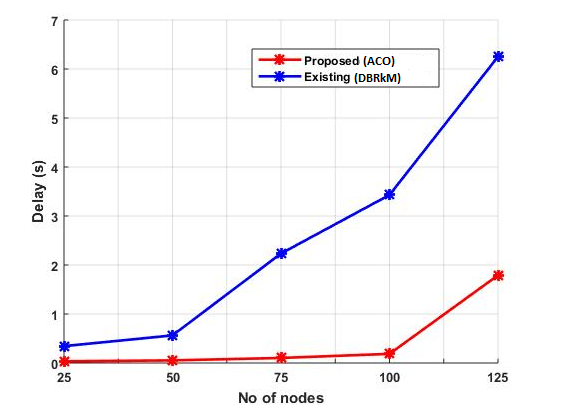 7
6
5
4
3
2
1
0
Delay (s)
Proposed (ACO)
Existing (DBRkM)
25 50 75 100 125
No of nodes